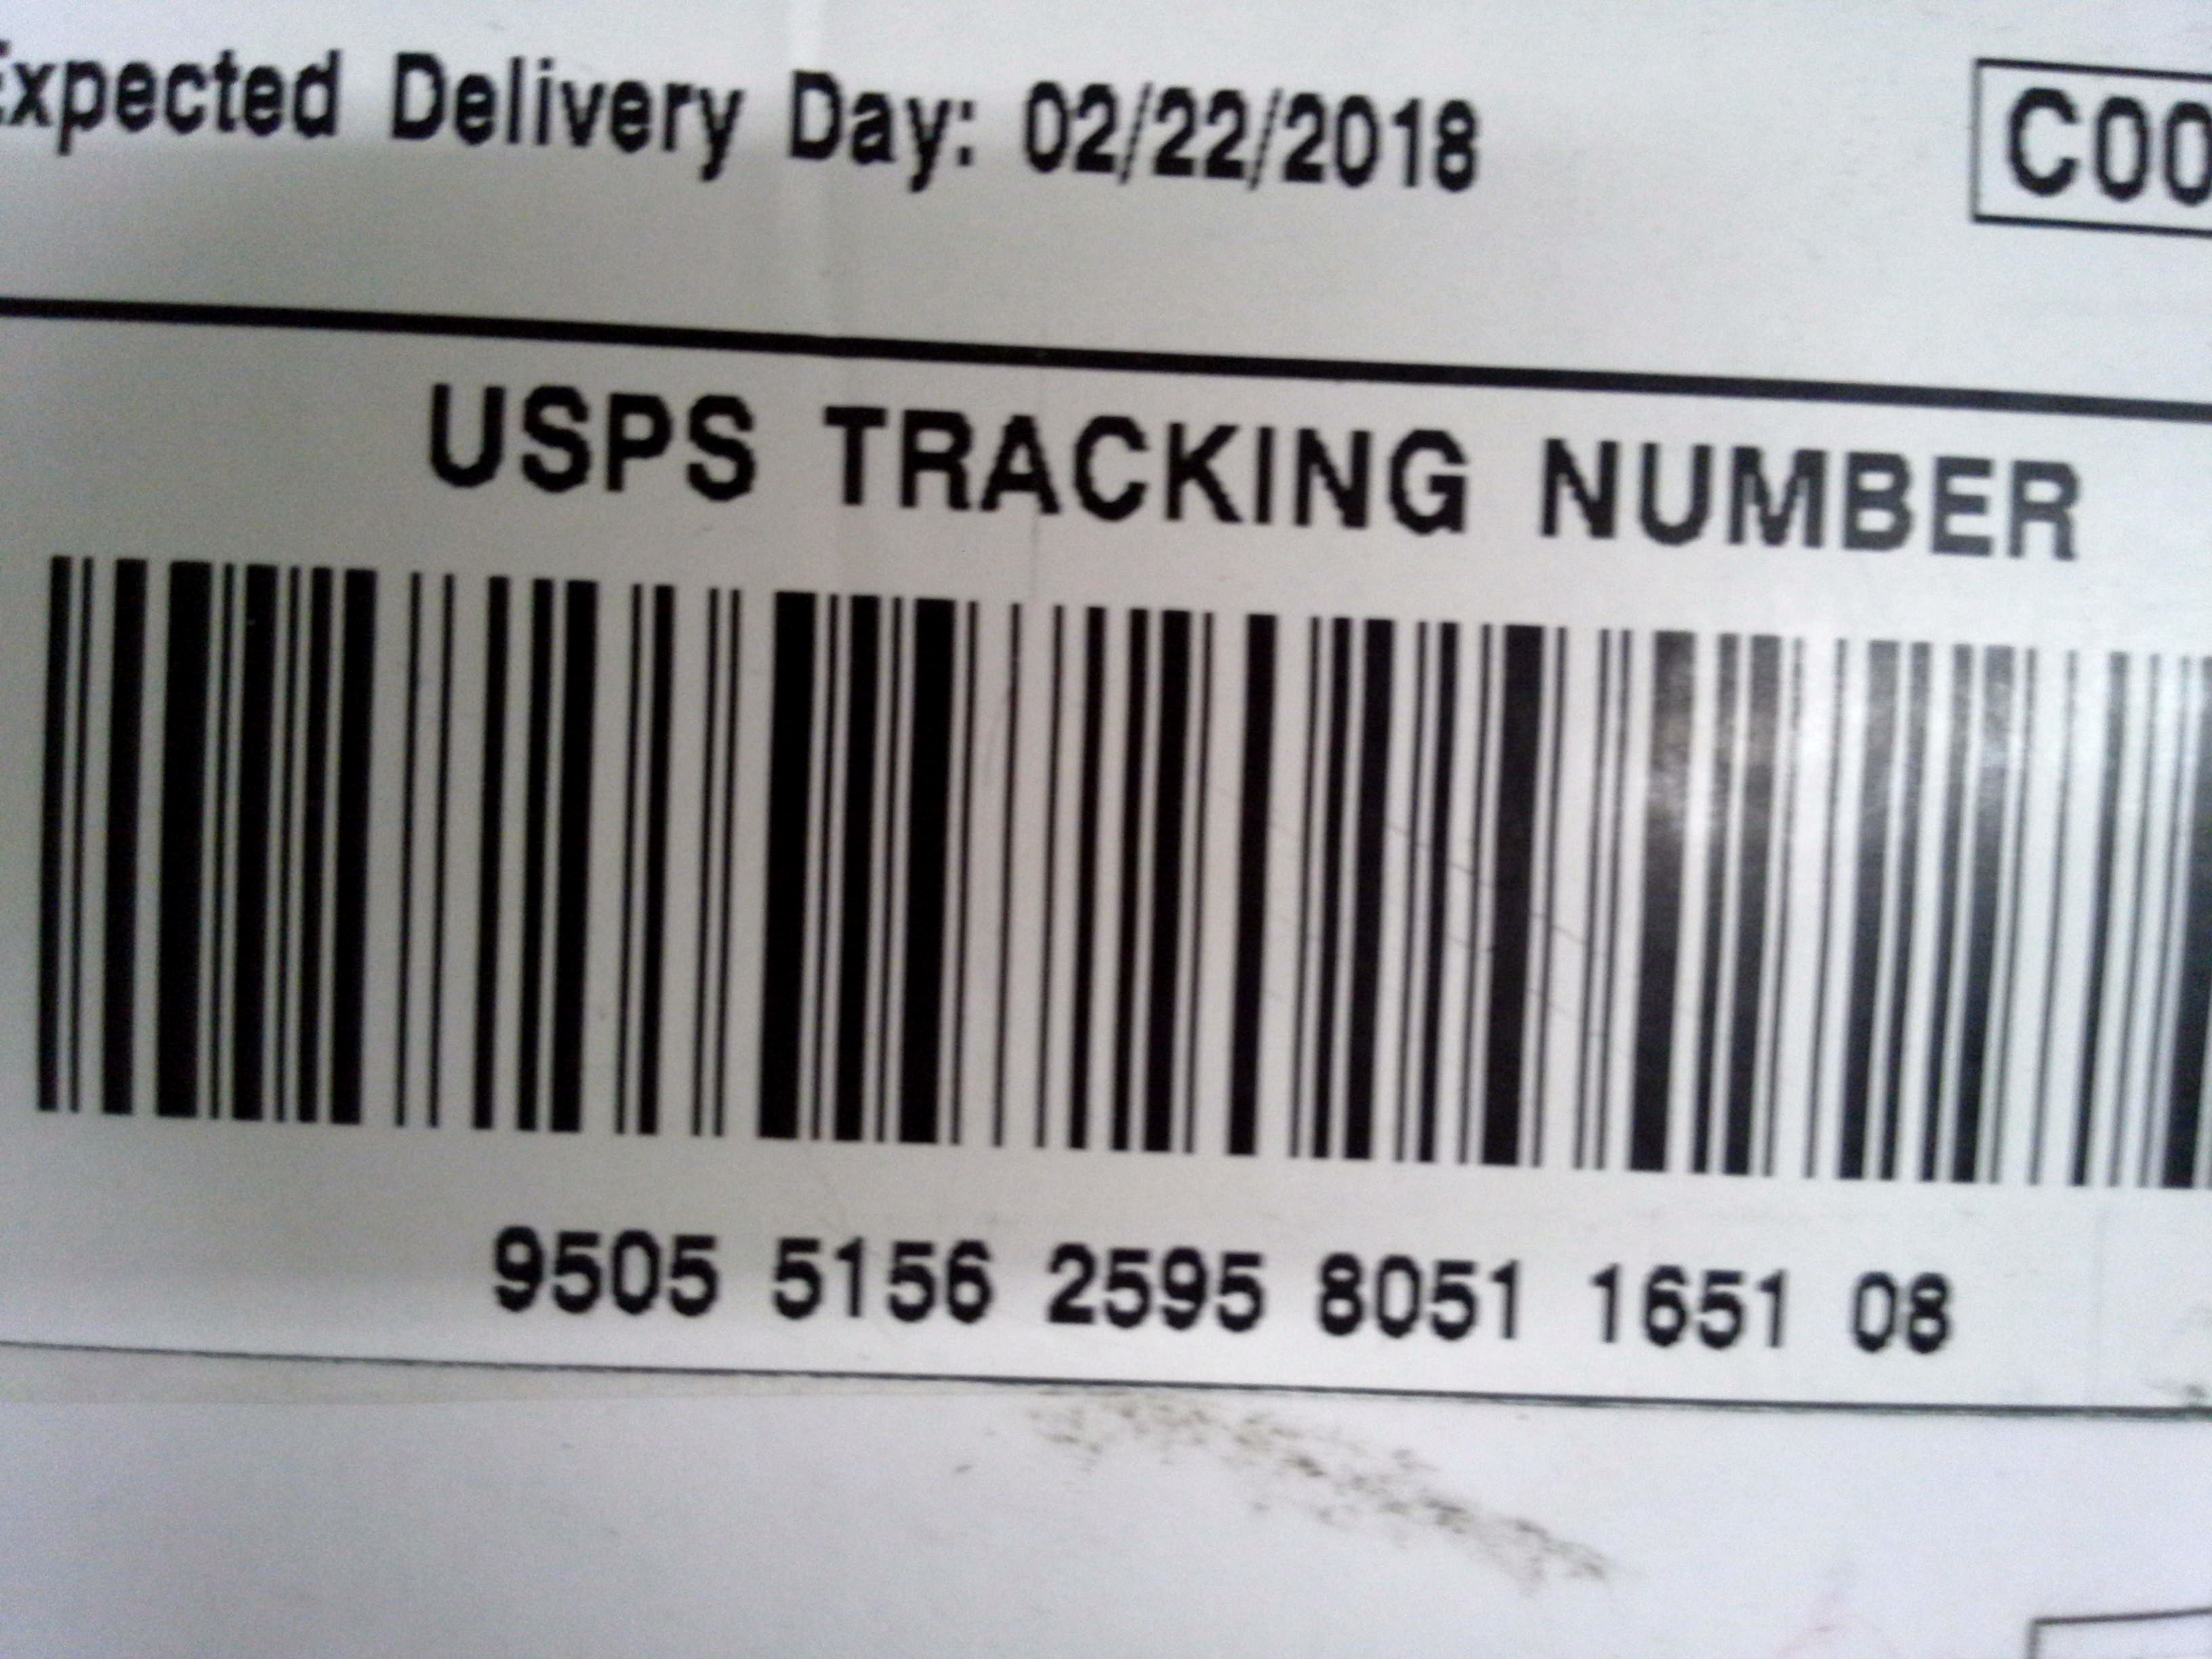 Expected Delivery Day: 02/22/2018
C00
USPS TRACKING NUMBER
9505 5156 2595 8051 1651 08